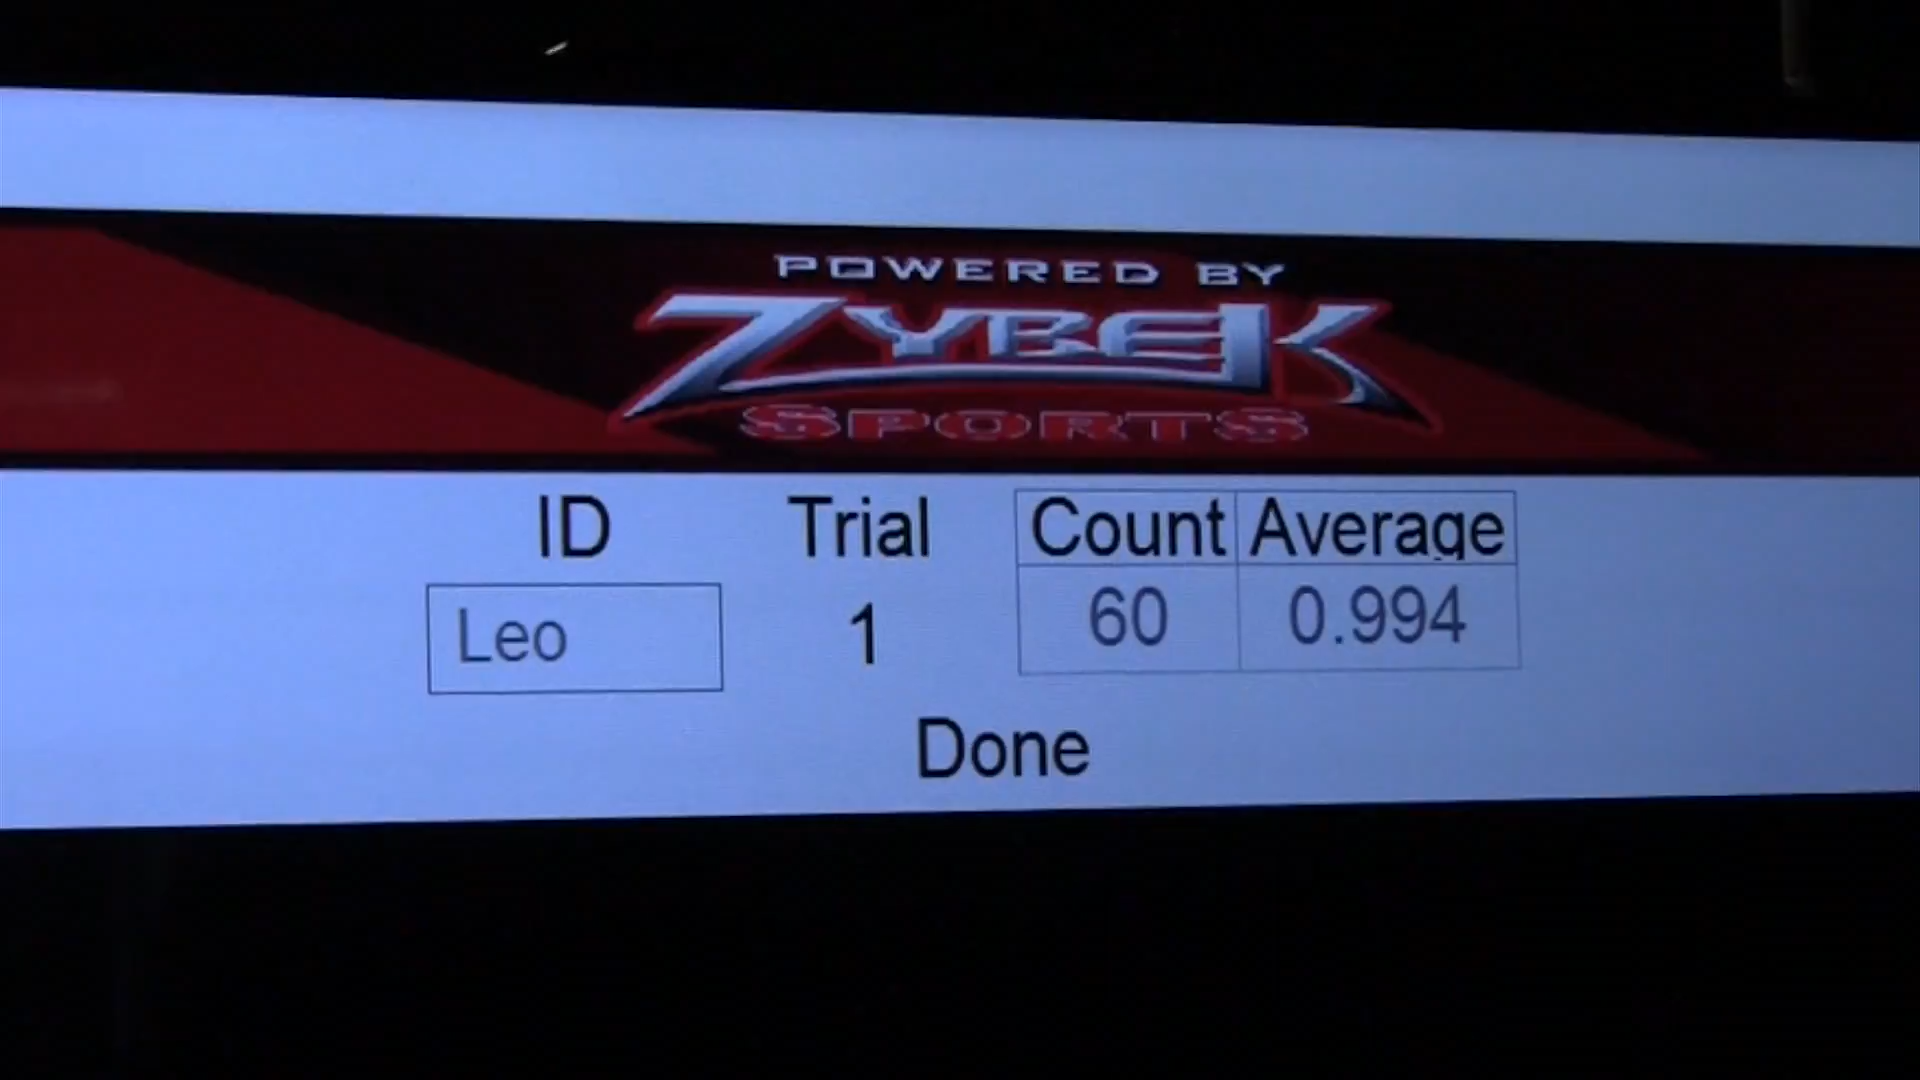 POWERED BY
ZYBEK
SPORTS
ID Trial Count Average
Leo 1 60 0.994
Done